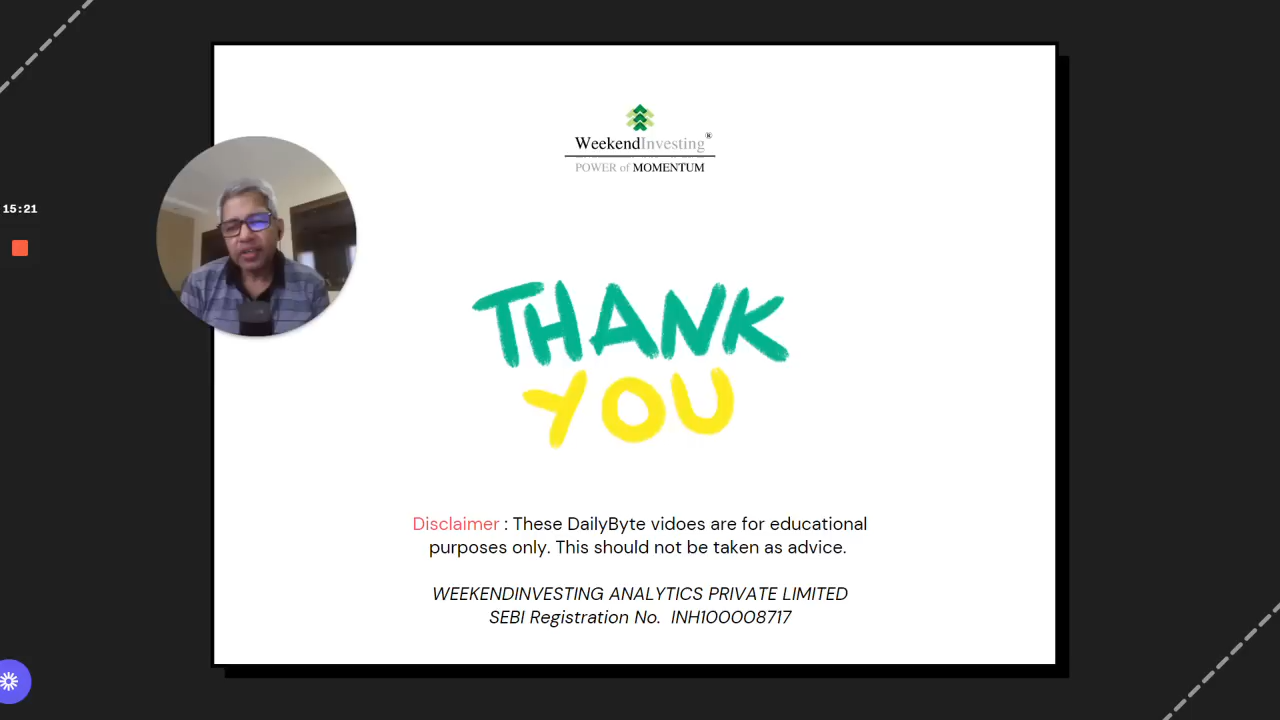 WeekendInvesting®
POWER of MOMENTUM
15:21
THANK
YOU
Disclaimer : These DailyByte vidoes are for educational
purposes only. This should not be taken as advice.
WEEKENDINVESTING ANALYTICS PRIVATE LIMITED
SEBI Registration No. INH100008717